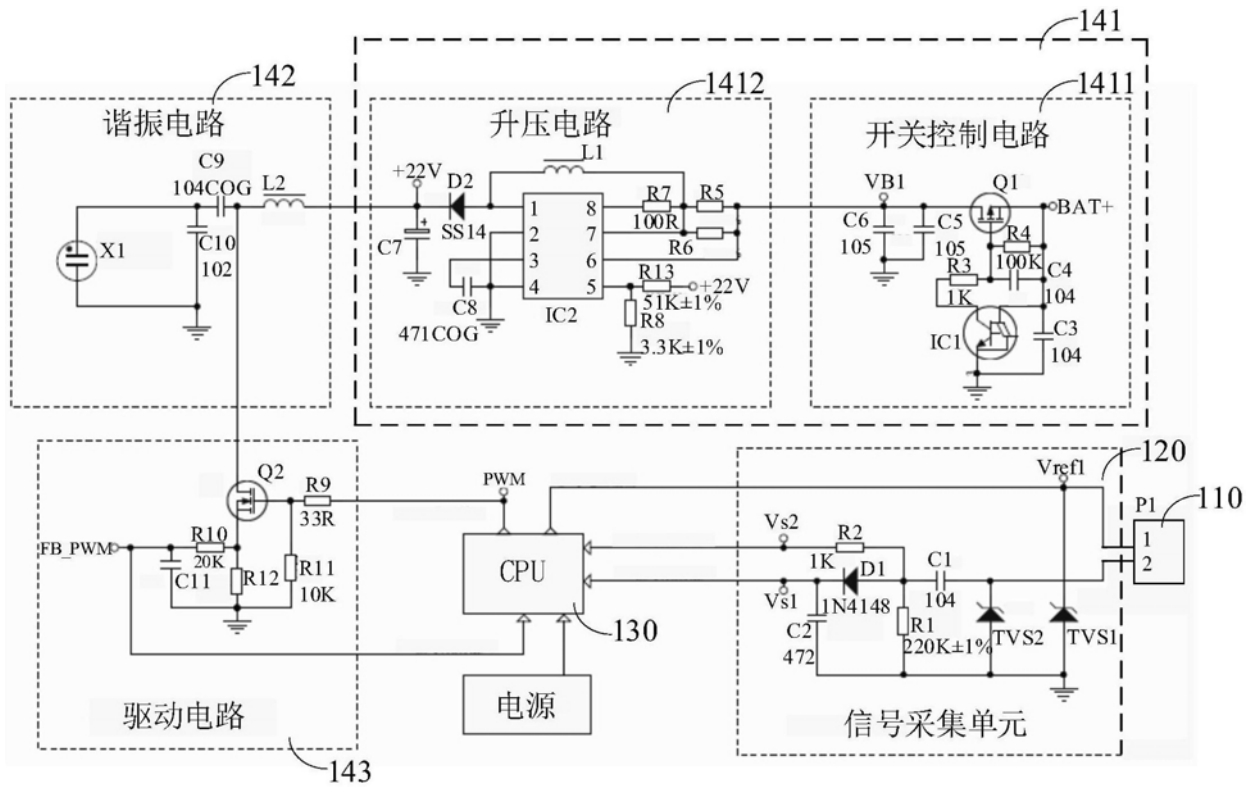 141
142
谐振电路
C9
104COG
L2
C10
102
X1
1412
升压电路
L1
+22V
D2
SS14
C7
1
2
3
4
8
7
6
5
IC2
R7
100R
R5
R6
R13
+22V
51K±1%
R8
3.3K±1%
C8
471COG
1411
开关控制电路
VB1
Q1
BAT+
C6
105
C5
105
R4
100K
R3
1K
C4
104
IC1
C3
104
Q2
R9
33R
FB_PWM
R10
20K
C11
R12
R11
10K
驱动电路
143
PWM
CPU
130
电源
Vref1
120
110
P1
1
2
Vs2
R2
1K
D1
1N4148
Vs1
C1
104
C2
472
R1
220K±1%
TVS2
TVS1
信号采集单元